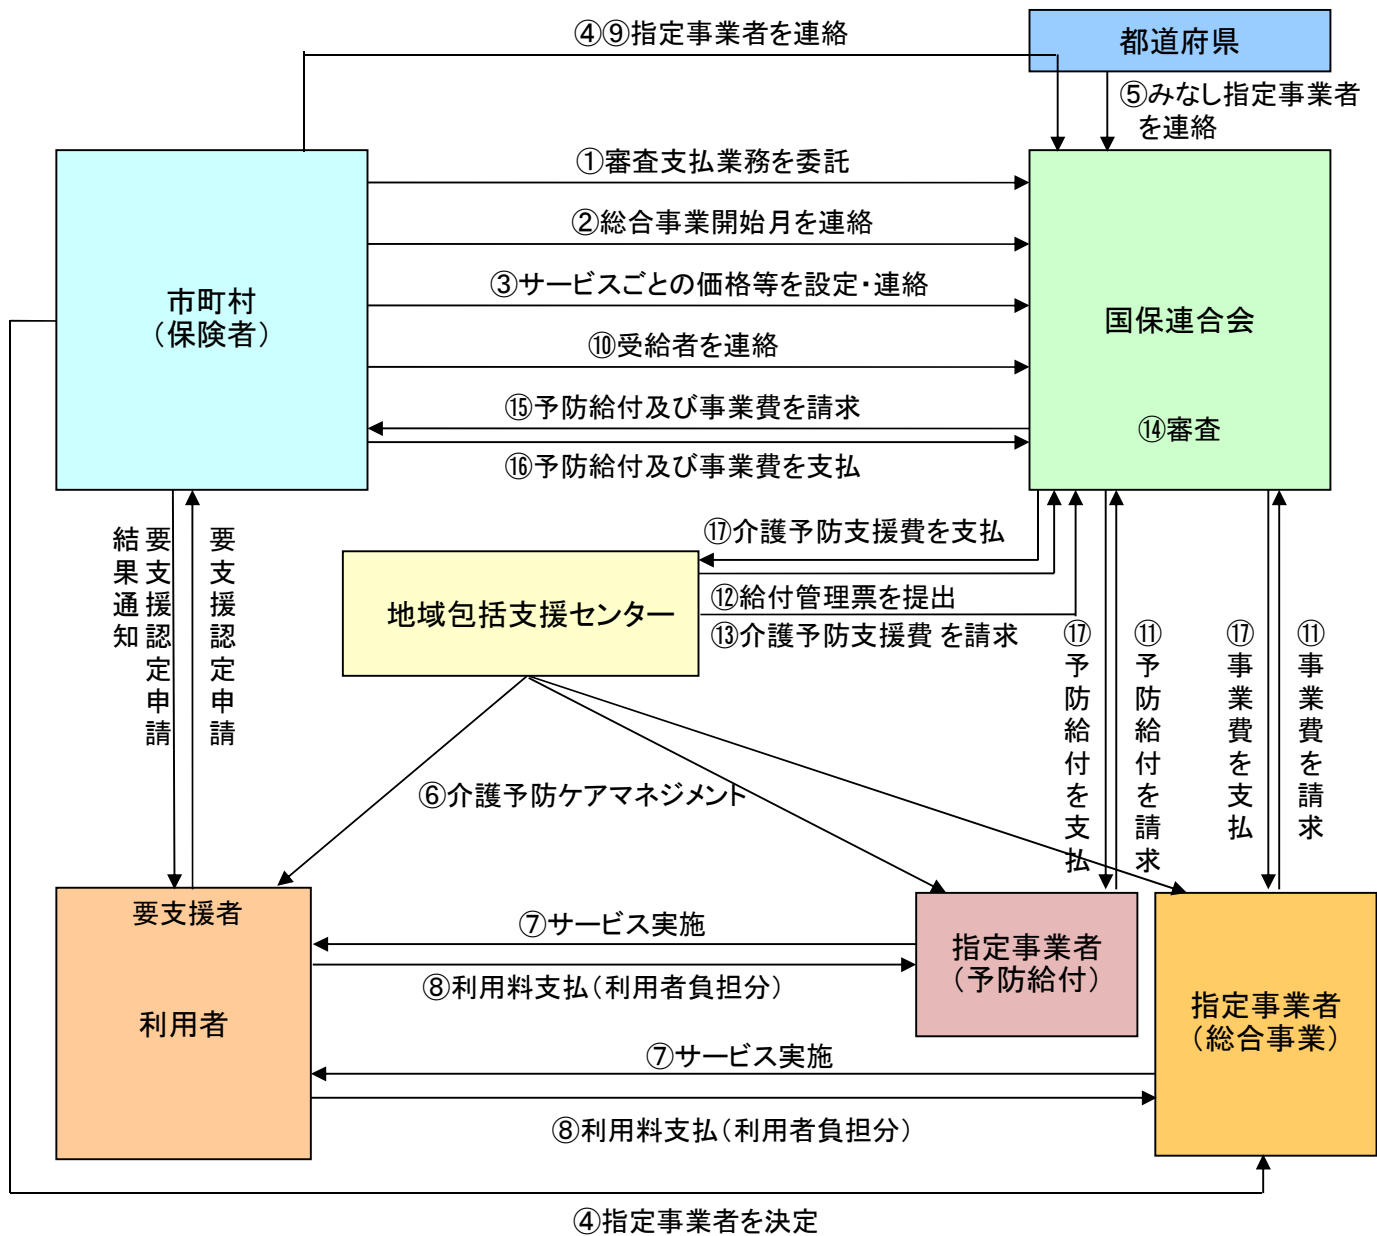 ④⑨指定事業者を連絡
都道府県
⑤みなし指定事業者
を連絡
①審査支払業務を委託
②総合事業開始月を連絡
③サービスごとの価格等を設定・連絡
市町村
（保険者）
国保連合会
⑩受給者を連絡
⑮予防給付及び事業費を請求
⑭審査
⑯予防給付及び事業費を支払
要支援認定申請
結果通知
要支援認定申請
⑰介護予防支援費を支払
地域包括支援センター
⑫給付管理票を提出
⑬介護予防支援費 を請求
⑰予防給付を支払
⑪予防給付を請求
⑰事業費を支払
⑪事業費を請求
⑥介護予防ケアマネジメント
要支援者
利用者
⑦サービス実施
⑧利用料支払（利用者負担分）
指定事業者
（予防給付）
指定事業者
（総合事業）
⑦サービス実施
⑧利用料支払（利用者負担分）
④指定事業者を決定